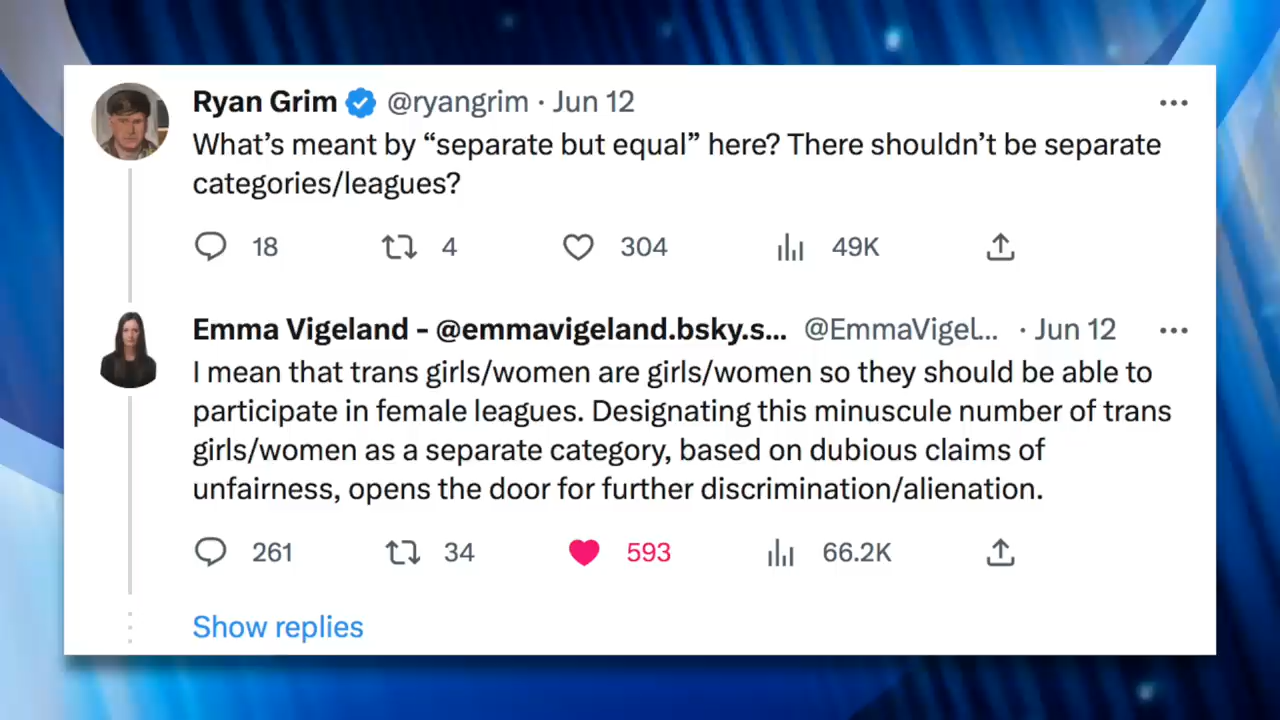 Ryan Grim @ryangrim · Jun 12
What’s meant by “separate but equal” here? There shouldn’t be separate
categories/leagues?
18 4 304 49K
Emma Vigeland - @emmavigeland.bsky.s... @EmmaVigel... · Jun 12
I mean that trans girls/women are girls/women so they should be able to
participate in female leagues. Designating this minuscule number of trans
girls/women as a separate category, based on dubious claims of
unfairness, opens the door for further discrimination/alienation.
261 34 593 66.2K
Show replies